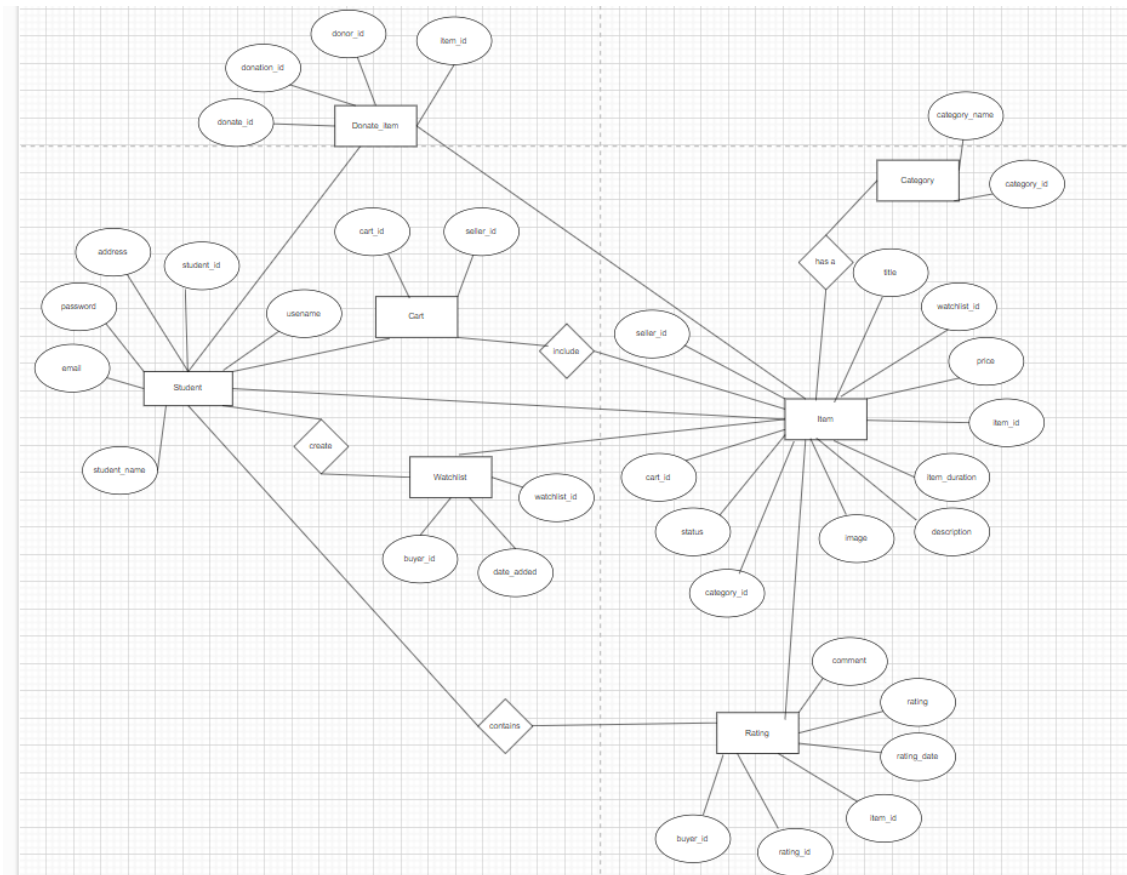 donor_id
Item_id
donation_id
donate_id
Donate_item
category_name
Category
category_id
cart_id
seller_id
address
student_id
has a
title
password
usename
Cart
watchlist_id
seller_id
include
price
email
Student
Item
Item_id
create
student_name
Watchlist
watchlist_id
cart_id
item_duration
status
image
description
buyer_id
date_added
category_id
comment
rating
contains
Rating
rating_date
Item_id
buyer_id
rating_id